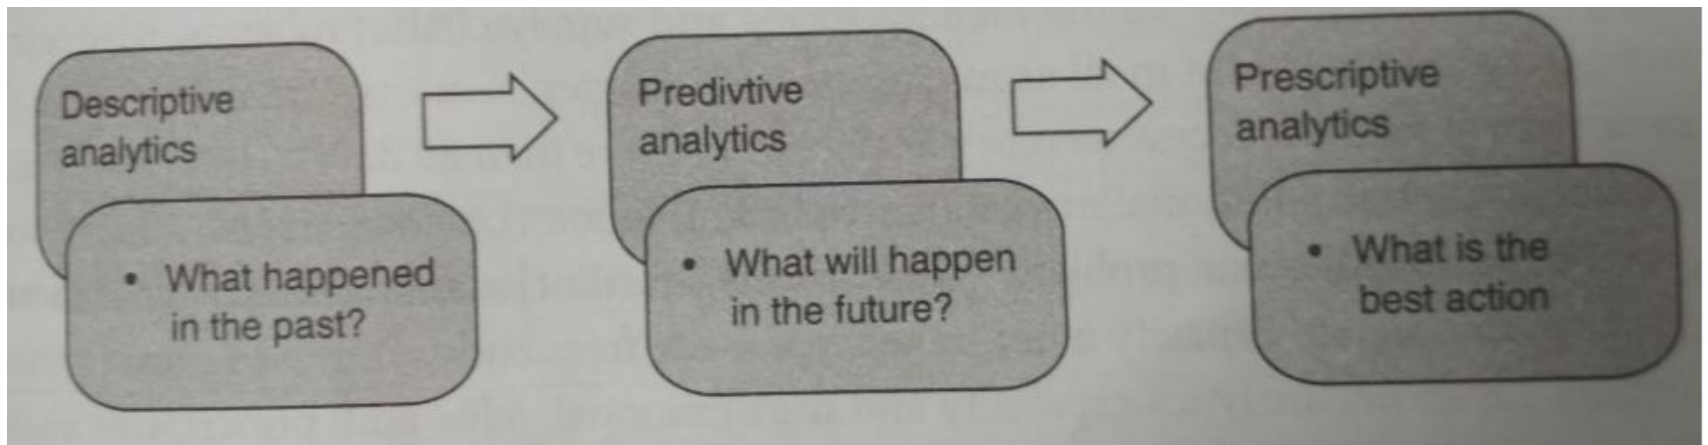 Descriptive
analytics
• What happened
in the past?
Predivtive
analytics
• What will happen
in the future?
Prescriptive
analytics
• What is the
best action